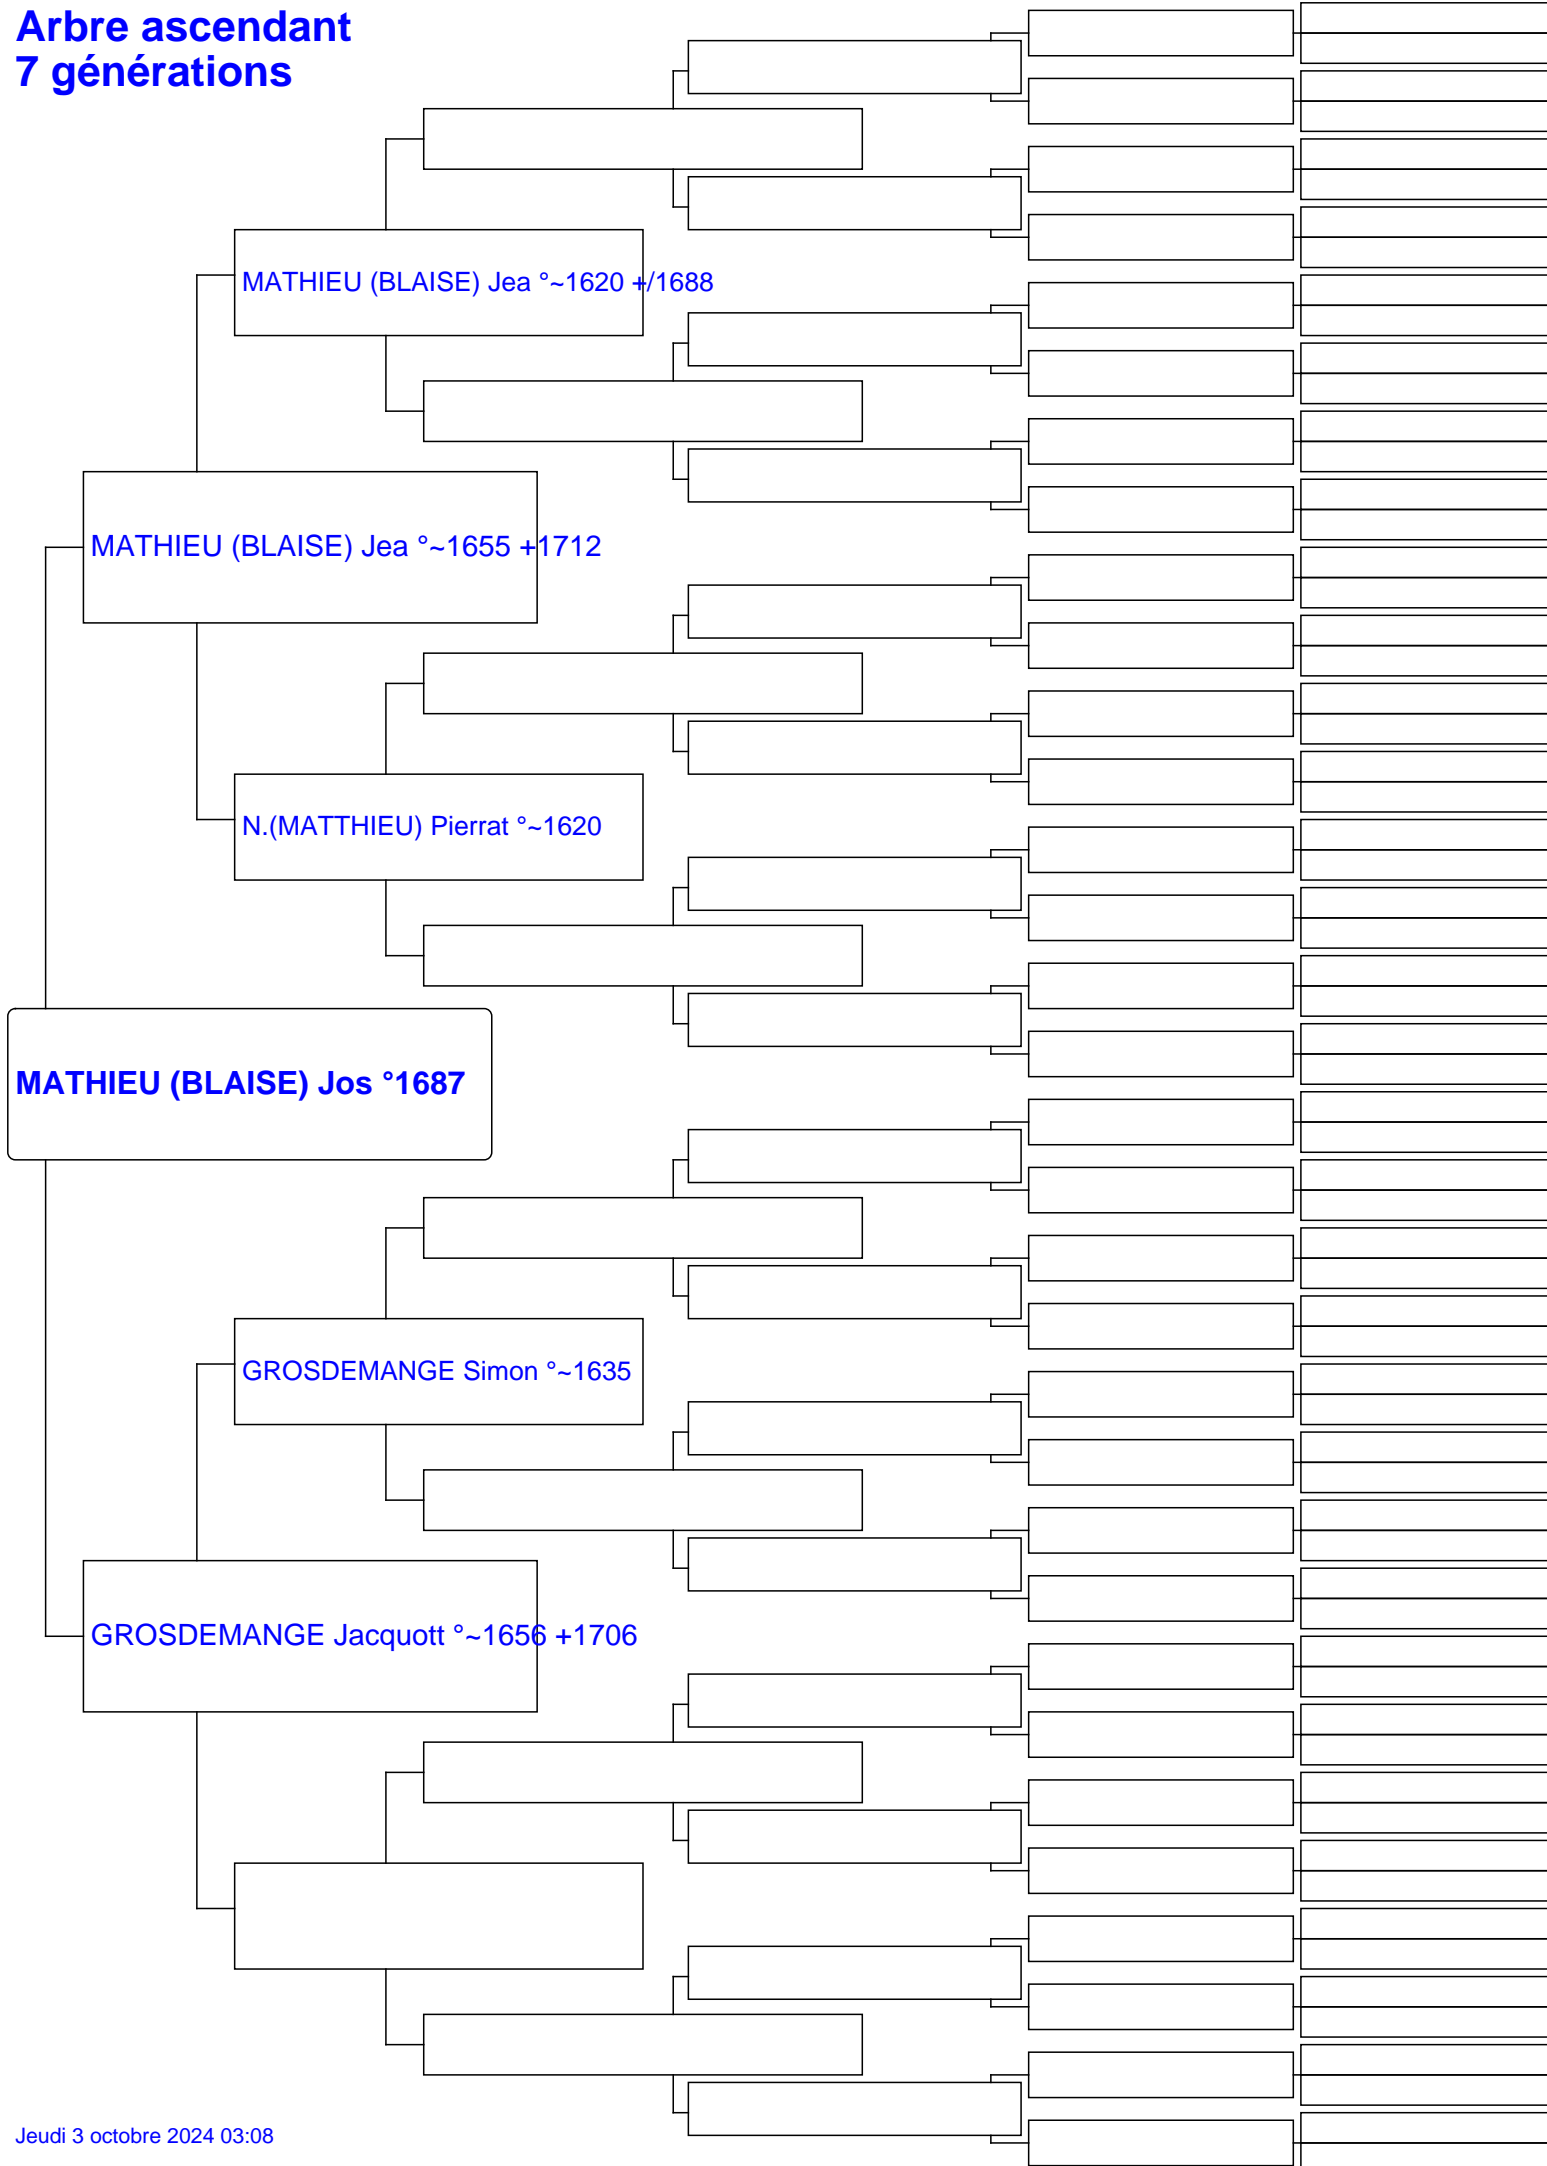 Arbre ascendant
7 générations
MATHIEU (BLAISE) Jea °~1620 +/1688
MATHIEU (BLAISE) Jea °~1655 +1712
N.(MATTHIEU) Pierrat °~1620
MATHIEU (BLAISE) Jos °1687
GROSDEMANGE Simon °~1635
GROSDEMANGE Jacquott °~1656 +1706
Jeudi 3 octobre 2024 03:08